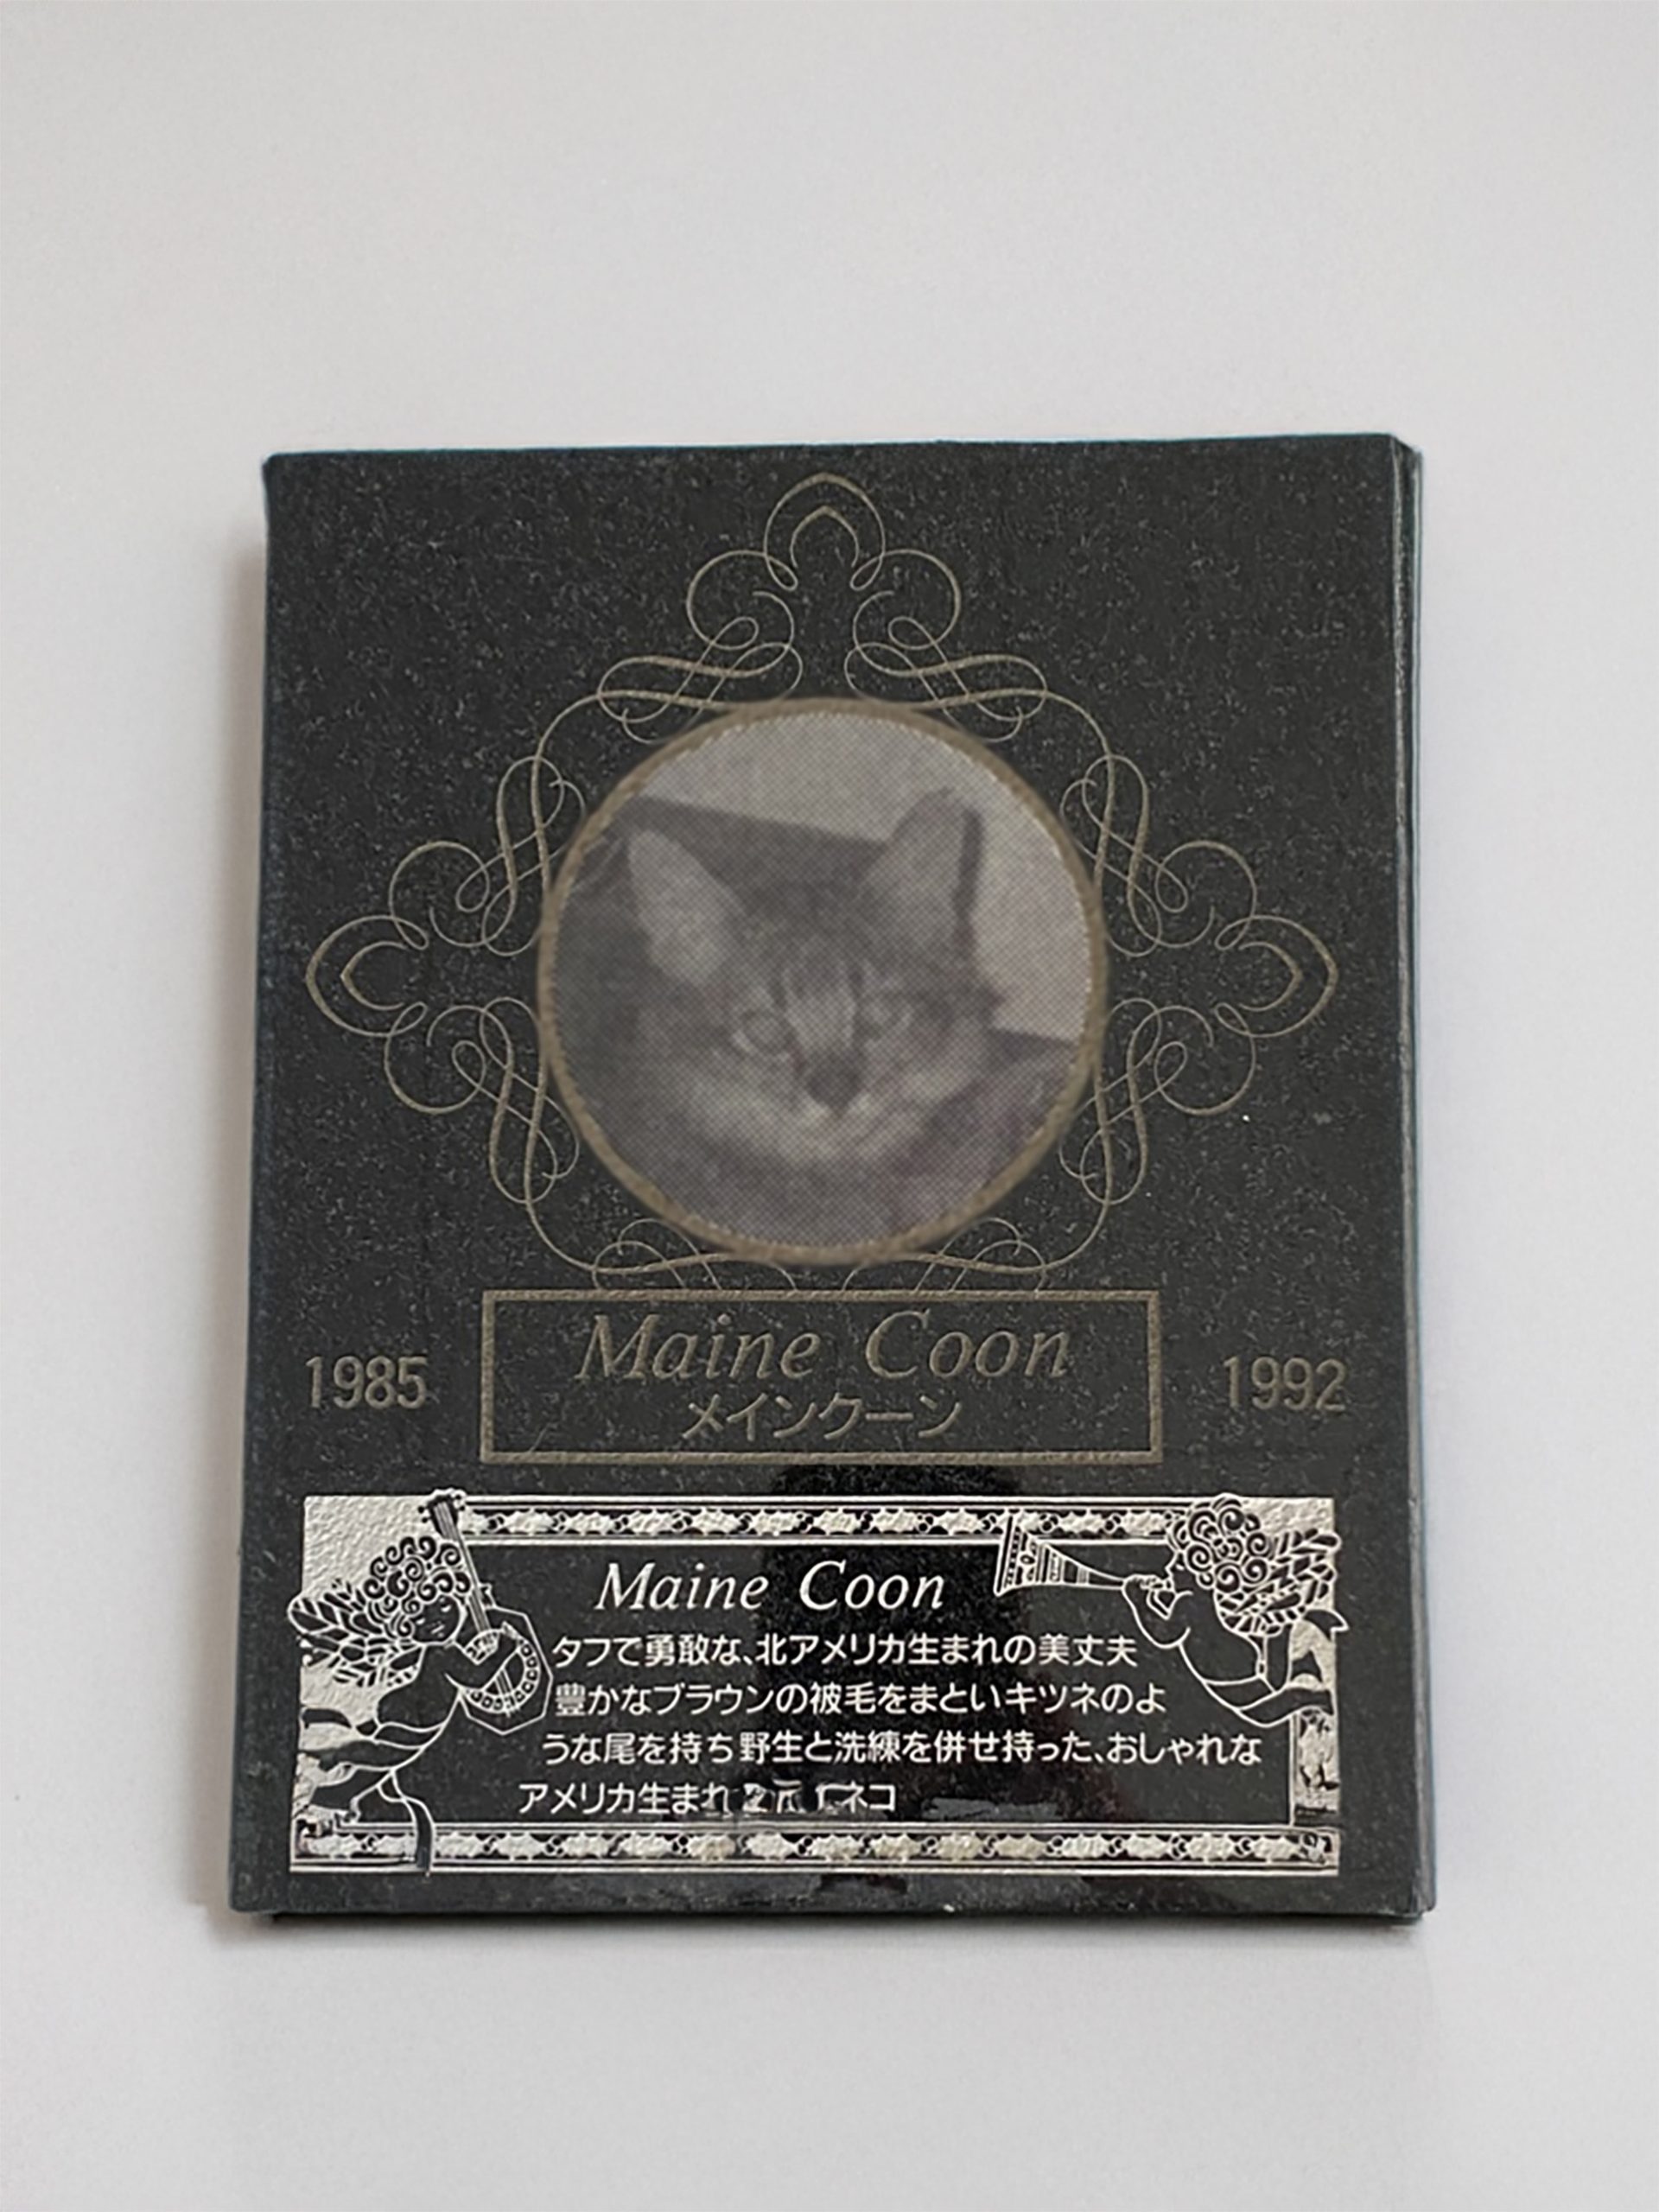 Maine Coon
メインクーン
1985
1992
Maine Coon
タフで勇敢な、北アメリカ生まれの美丈夫
豊かなブラウンの被毛をまといキツネのよ
うな尾を持ち野生と洗練を併せ持った、おしゃれな
アメリカ生まれ ネコ